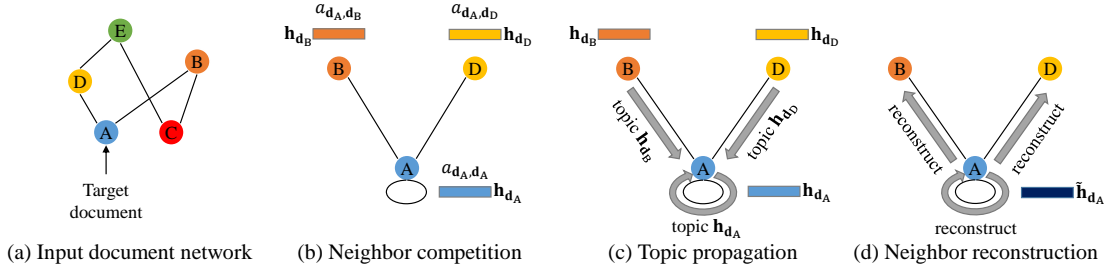 E
D
B
A
C
Target
document
(a) Input document network
a_{d_A,d_B}
h_{d_B}
a_{d_A,d_D}
h_{d_D}
B
D
A
a_{d_A,d_A}
h_{d_A}
(b) Neighbor competition
h_{d_B}
h_{d_D}
B
D
topic h_{d_B}
topic h_{d_D}
A
h_{d_A}
topic h_{d_A}
(c) Topic propagation
B
D
reconstruct
reconstruct
A
h̃_{d_A}
reconstruct
(d) Neighbor reconstruction